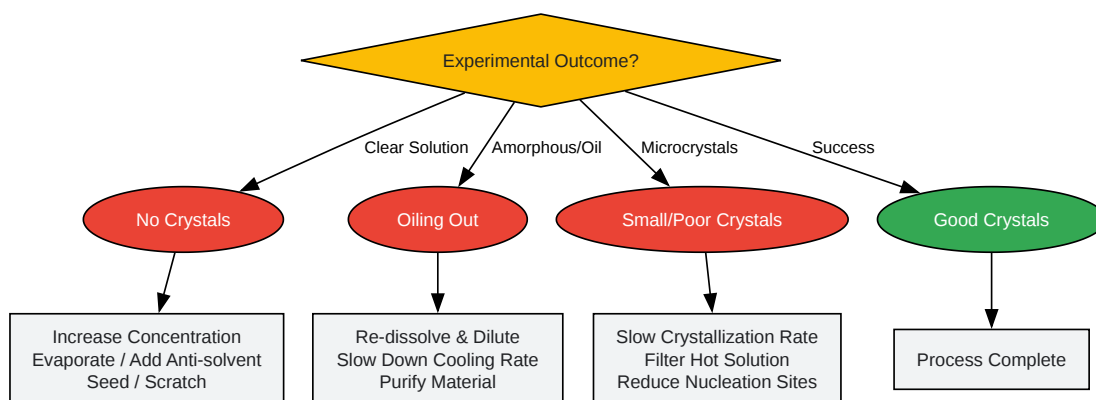 Experimental Outcome?
Clear Solution
Amorphous/Oil
Microcrystals
Success
No Crystals
Oiling Out
Small/Poor Crystals
Good Crystals
Increase Concentration
Evaporate / Add Anti-solvent
Seed / Scratch
Re-dissolve & Dilute
Slow Down Cooling Rate
Purify Material
Slow Crystallization Rate
Filter Hot Solution
Reduce Nucleation Sites
Process Complete